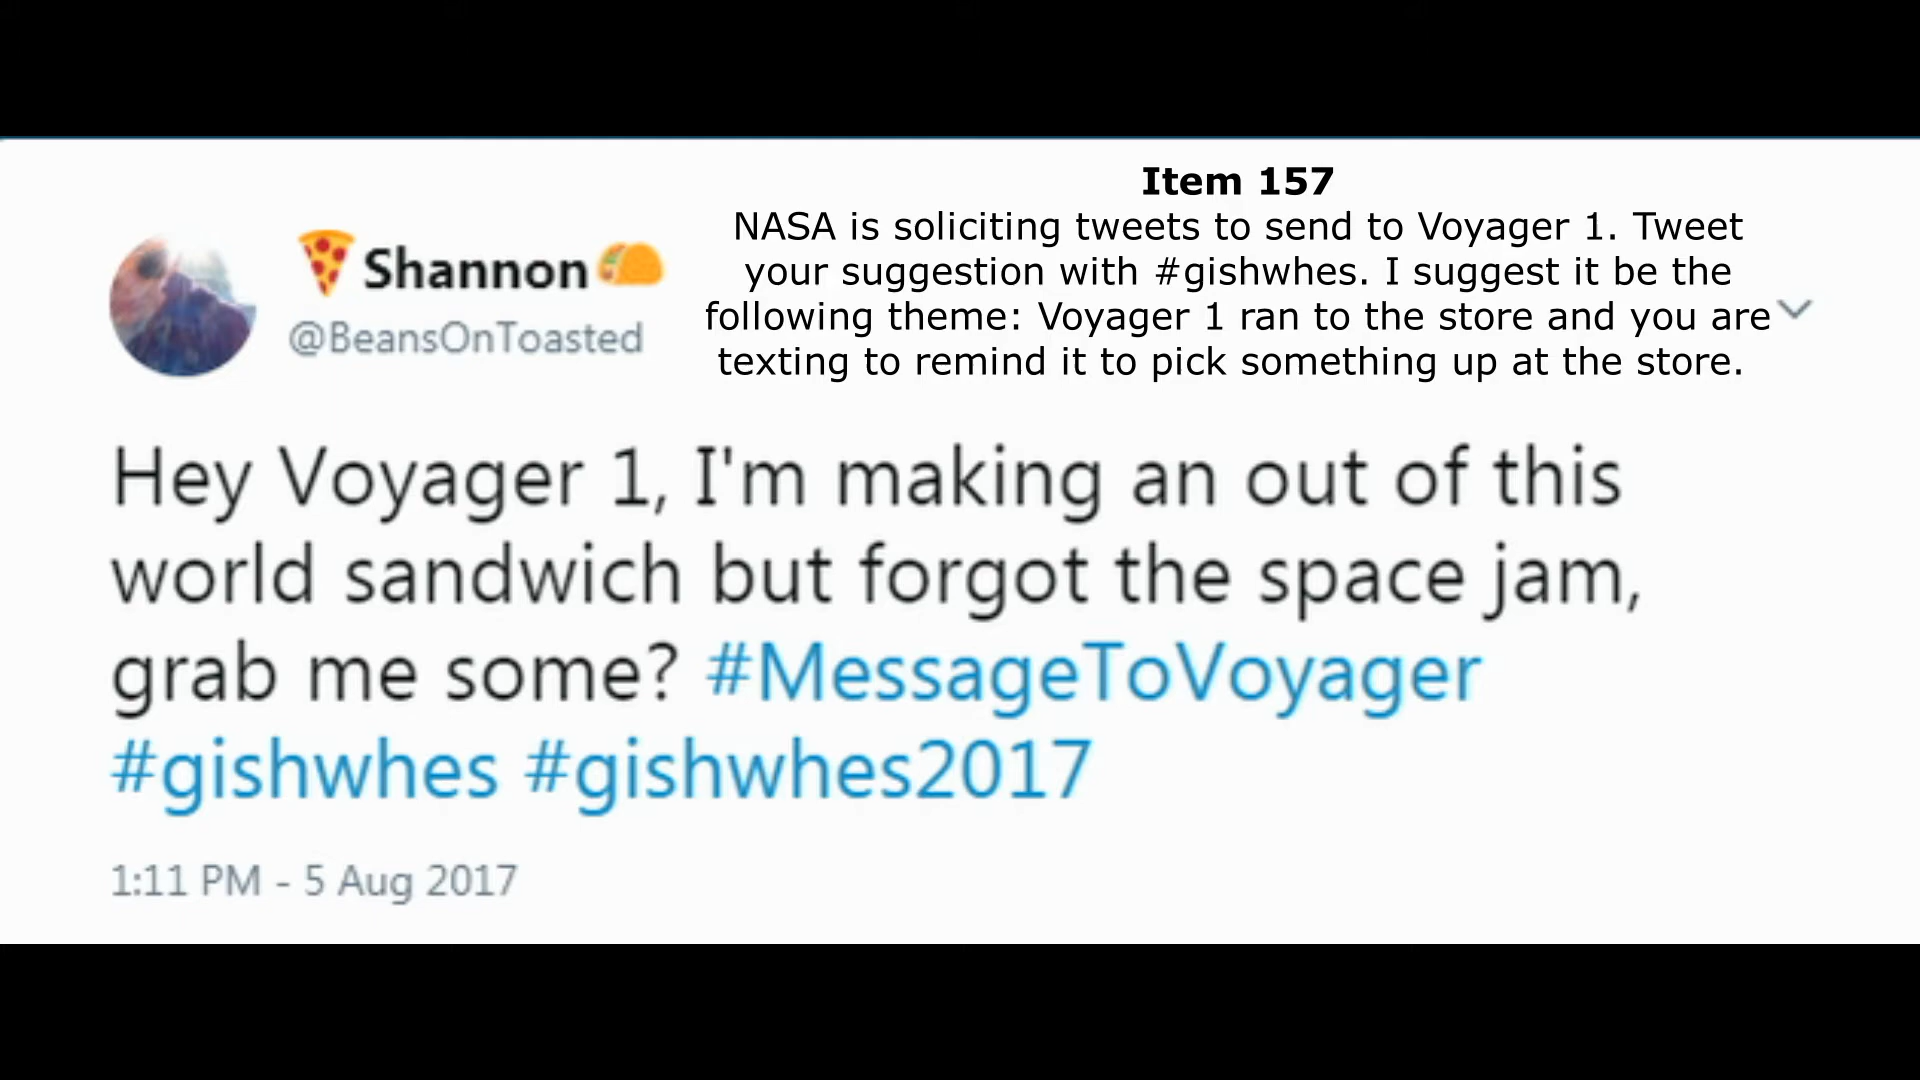 Item 157
NASA is soliciting tweets to send to Voyager 1. Tweet
your suggestion with #gishwhes. I suggest it be the
following theme: Voyager 1 ran to the store and you are
texting to remind it to pick something up at the store.
Shannon
@BeansOnToasted
Hey Voyager 1, I'm making an out of this
world sandwich but forgot the space jam,
grab me some? #MessageToVoyager
#gishwhes #gishwhes2017
1:11 PM - 5 Aug 2017